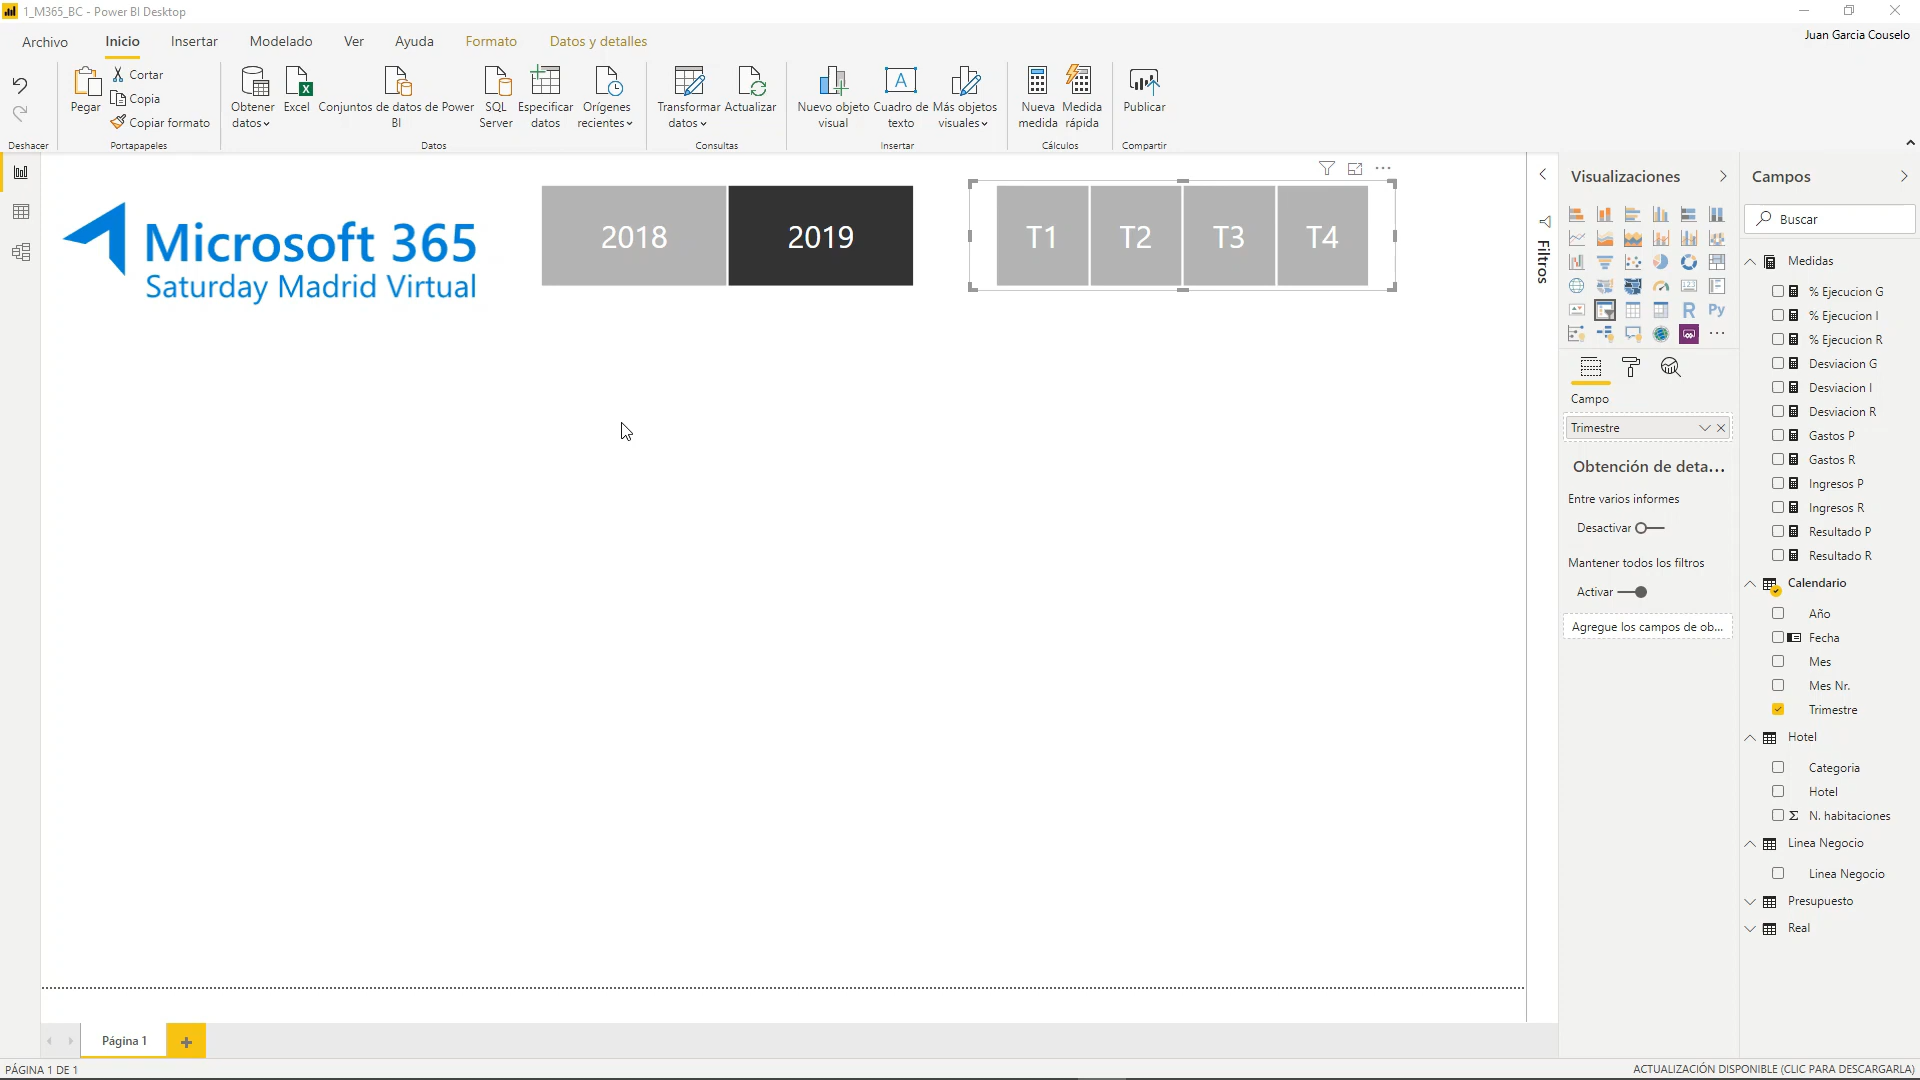 1_M365_BC - Power BI Desktop
Juan Garcia Couselo
Archivo Inicio Insertar Modelado Ver Ayuda Formato Datos y detalles
Deshacer
Pegar
Cortar
Copia
Copiar formato
Portapapeles
Obtener datos
Excel
Conjuntos de datos de Power BI
SQL Server
Especificar datos
Orígenes recientes
Datos
Transformar datos
Actualizar
Consultas
Nuevo objeto visual
Cuadro de texto
Más objetos visuales
Insertar
Nueva medida
Medida rápida
Cálculos
Publicar
Compartir
Microsoft 365
Saturday Madrid Virtual
2018 2019
T1 T2 T3 T4
Filtros
Visualizaciones
R Py
Campo
Trimestre
Obtención de deta...
Entre varios informes
Desactivar
Mantener todos los filtros
Activar
Agregue los campos de ob...
Campos
Buscar
Medidas
% Ejecucion G
% Ejecucion I
% Ejecucion R
Desviacion G
Desviacion I
Desviacion R
Gastos P
Gastos R
Ingresos P
Ingresos R
Resultado P
Resultado R
Calendario
Año
Fecha
Mes
Mes Nr.
Trimestre
Hotel
Categoria
Hotel
N. habitaciones
Linea Negocio
Linea Negocio
Presupuesto
Real
Página 1
PÁGINA 1 DE 1
ACTUALIZACIÓN DISPONIBLE (CLIC PARA DESCARGARLA)